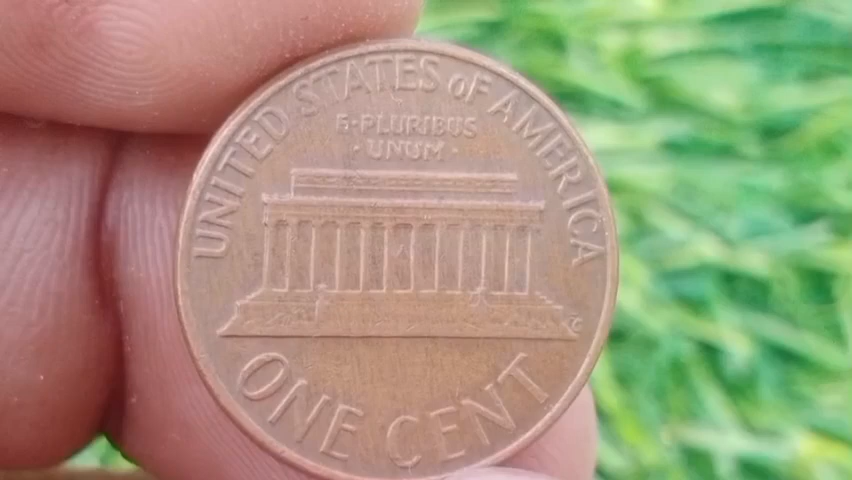 UNITED STATES OF AMERICA
E·PLURIBUS
·UNUM·
ONE CENT